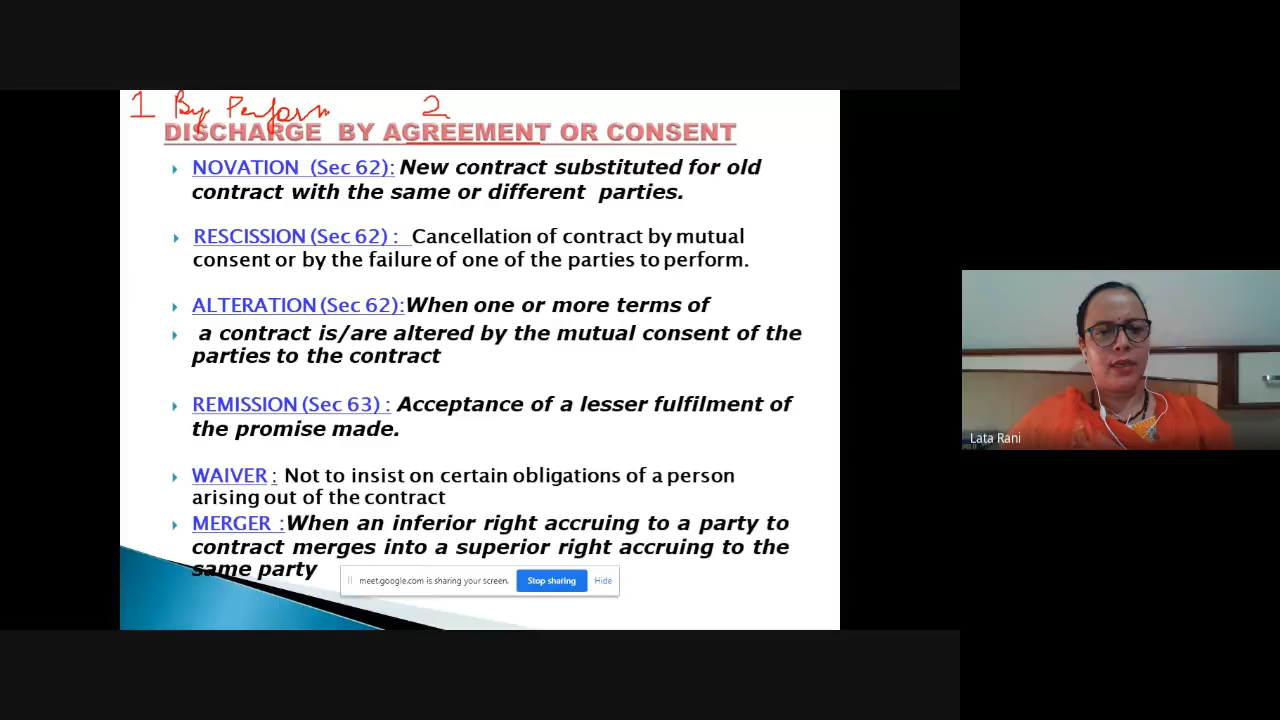 1 By Perform 2
DISCHARGE BY AGREEMENT OR CONSENT
NOVATION (Sec 62): New contract substituted for old
contract with the same or different parties.
RESCISSION (Sec 62) : Cancellation of contract by mutual
consent or by the failure of one of the parties to perform.
ALTERATION (Sec 62): When one or more terms of
a contract is/are altered by the mutual consent of the
parties to the contract
REMISSION (Sec 63) : Acceptance of a lesser fulfilment of
the promise made.
WAIVER : Not to insist on certain obligations of a person
arising out of the contract
MERGER : When an inferior right accruing to a party to
contract merges into a superior right accruing to the
same party
meet.google.com is sharing your screen. Stop sharing Hide
Lata Rani